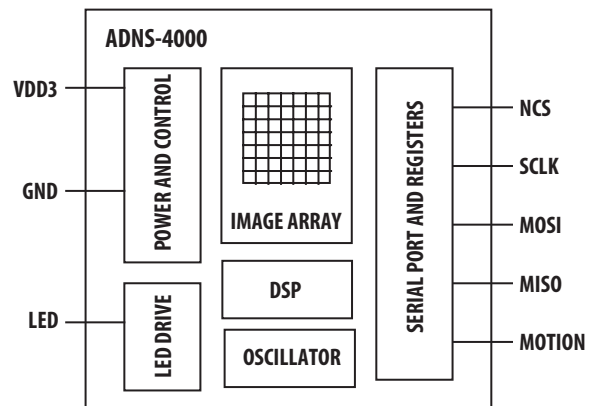 ADNS-4000
VDD3
GND
LED
POWER AND CONTROL
LED DRIVE
IMAGE ARRAY
DSP
OSCILLATOR
SERIAL PORT AND REGISTERS
NCS
SCLK
MOSI
MISO
MOTION